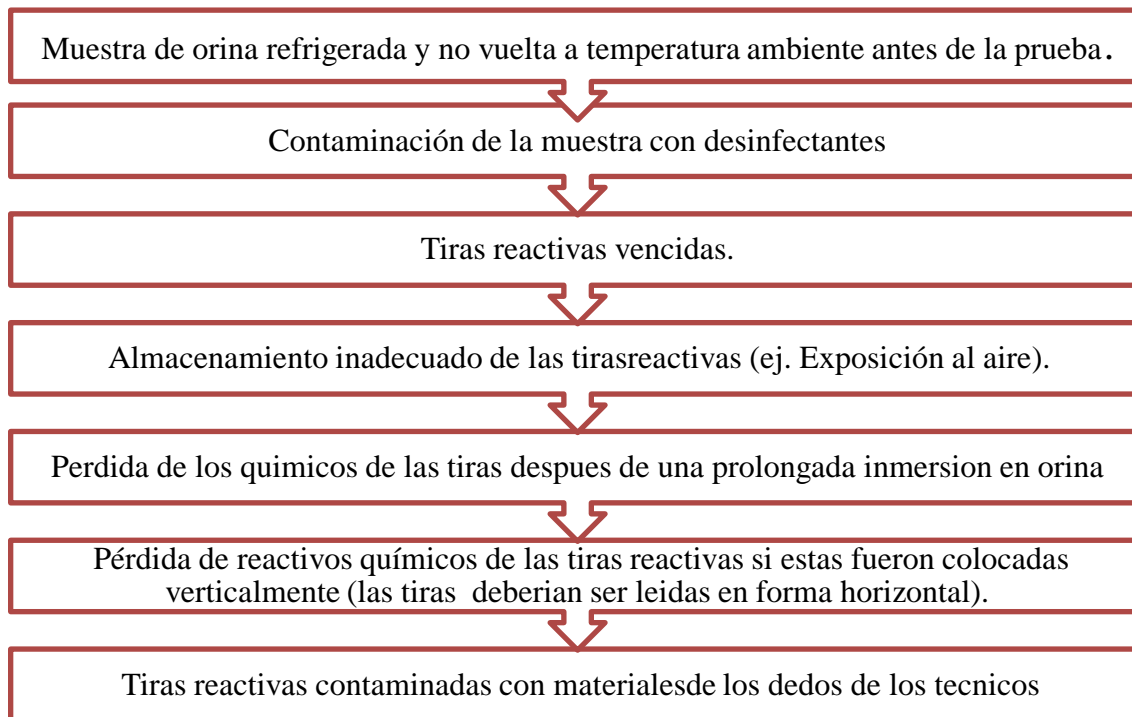 Muestra de orina refrigerada y no vuelta a temperatura ambiente antes de la prueba.
Contaminación de la muestra con desinfectantes
Tiras reactivas vencidas.
Almacenamiento inadecuado de las tirasreactivas (ej. Exposición al aire).
Perdida de los quimicos de las tiras despues de una prolongada inmersion en orina
Pérdida de reactivos químicos de las tiras reactivas si estas fueron colocadas
verticalmente (las tiras deberian ser leidas en forma horizontal).
Tiras reactivas contaminadas con materialesde los dedos de los tecnicos